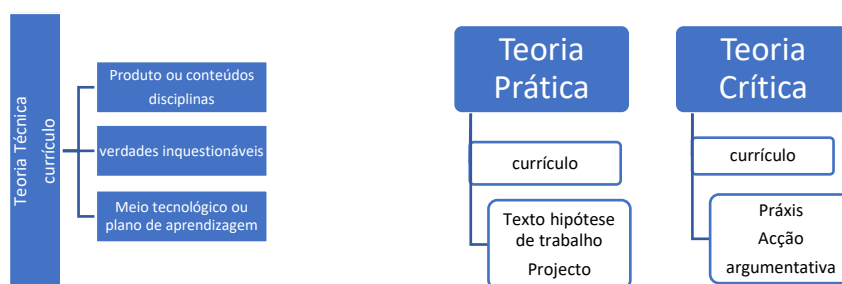 Teoria Técnica
currículo
Produto ou conteúdos
disciplinas
verdades inquestionáveis
Meio tecnológico ou
plano de aprendizagem
Teoria
Prática
currículo
Texto hipótese
de trabalho
Projecto
Teoria
Crítica
currículo
Práxis
Acção
argumentativa